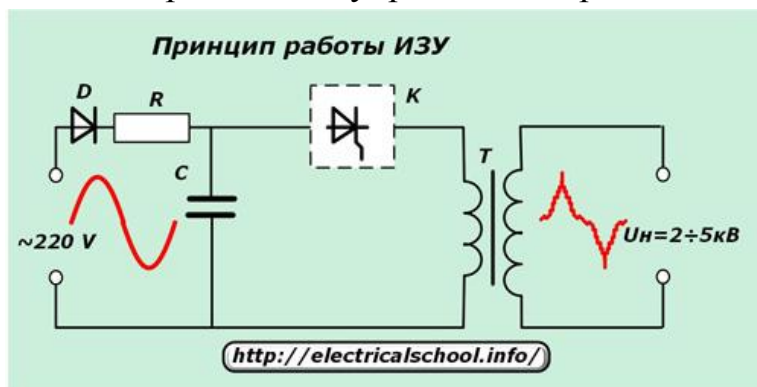 Принцип работы ИЗУ
D
R
K
C
T
~220 V
Uн=2÷5кВ
http://electricalschool.info/